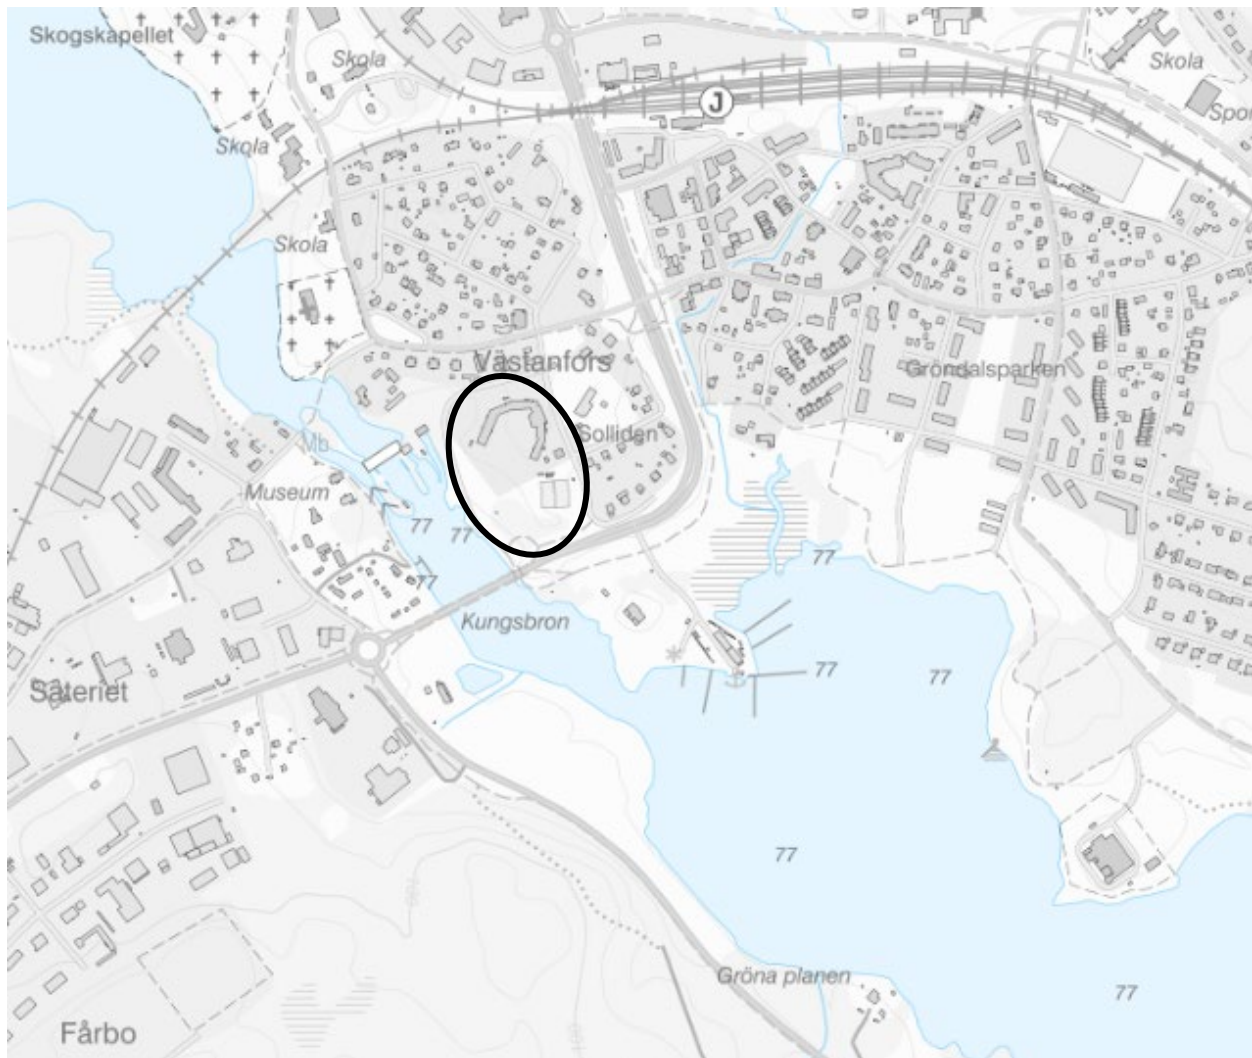 Skogskapellet
Skola
Skola
J
Spor
Skola
Skola
Västanfors
Gröndalsparken
Solliden
Mb
Museum
77
77
77
77
Kungsbron
77
77
Säteriet
77
Gröna planen
77
Fårbo